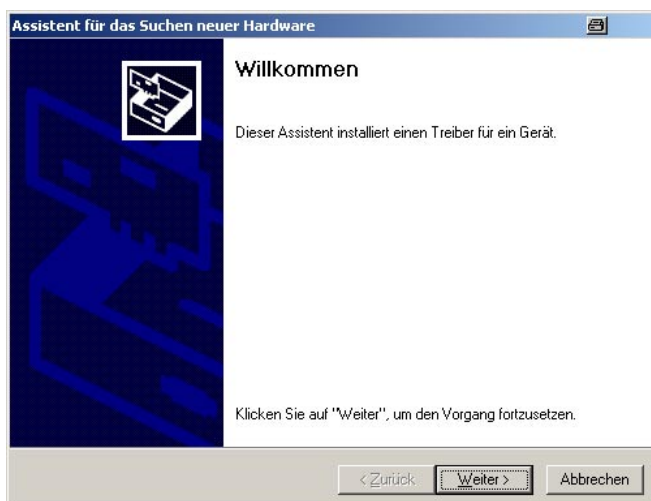 Assistent für das Suchen neuer Hardware
Willkommen
Dieser Assistent installiert einen Treiber für ein Gerät.
Klicken Sie auf "Weiter", um den Vorgang fortzusetzen.
< Zurück
Weiter >
Abbrechen